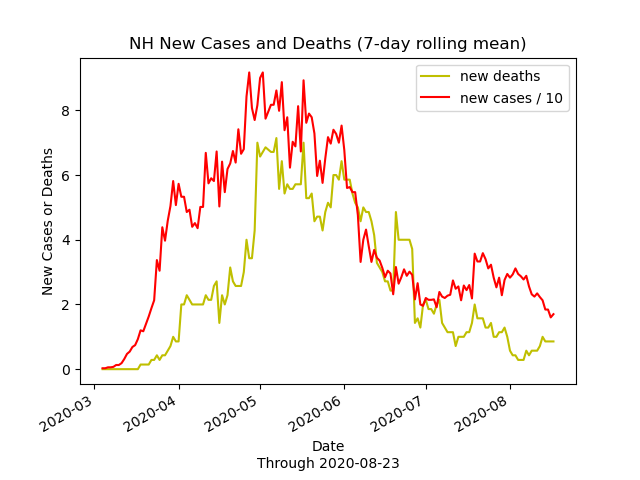 NH New Cases and Deaths (7-day rolling mean)
new deaths
new cases / 10
New Cases or Deaths
8
6
4
2
0
2020-03
2020-04
2020-05
2020-06
2020-07
2020-08
Date
Through 2020-08-23